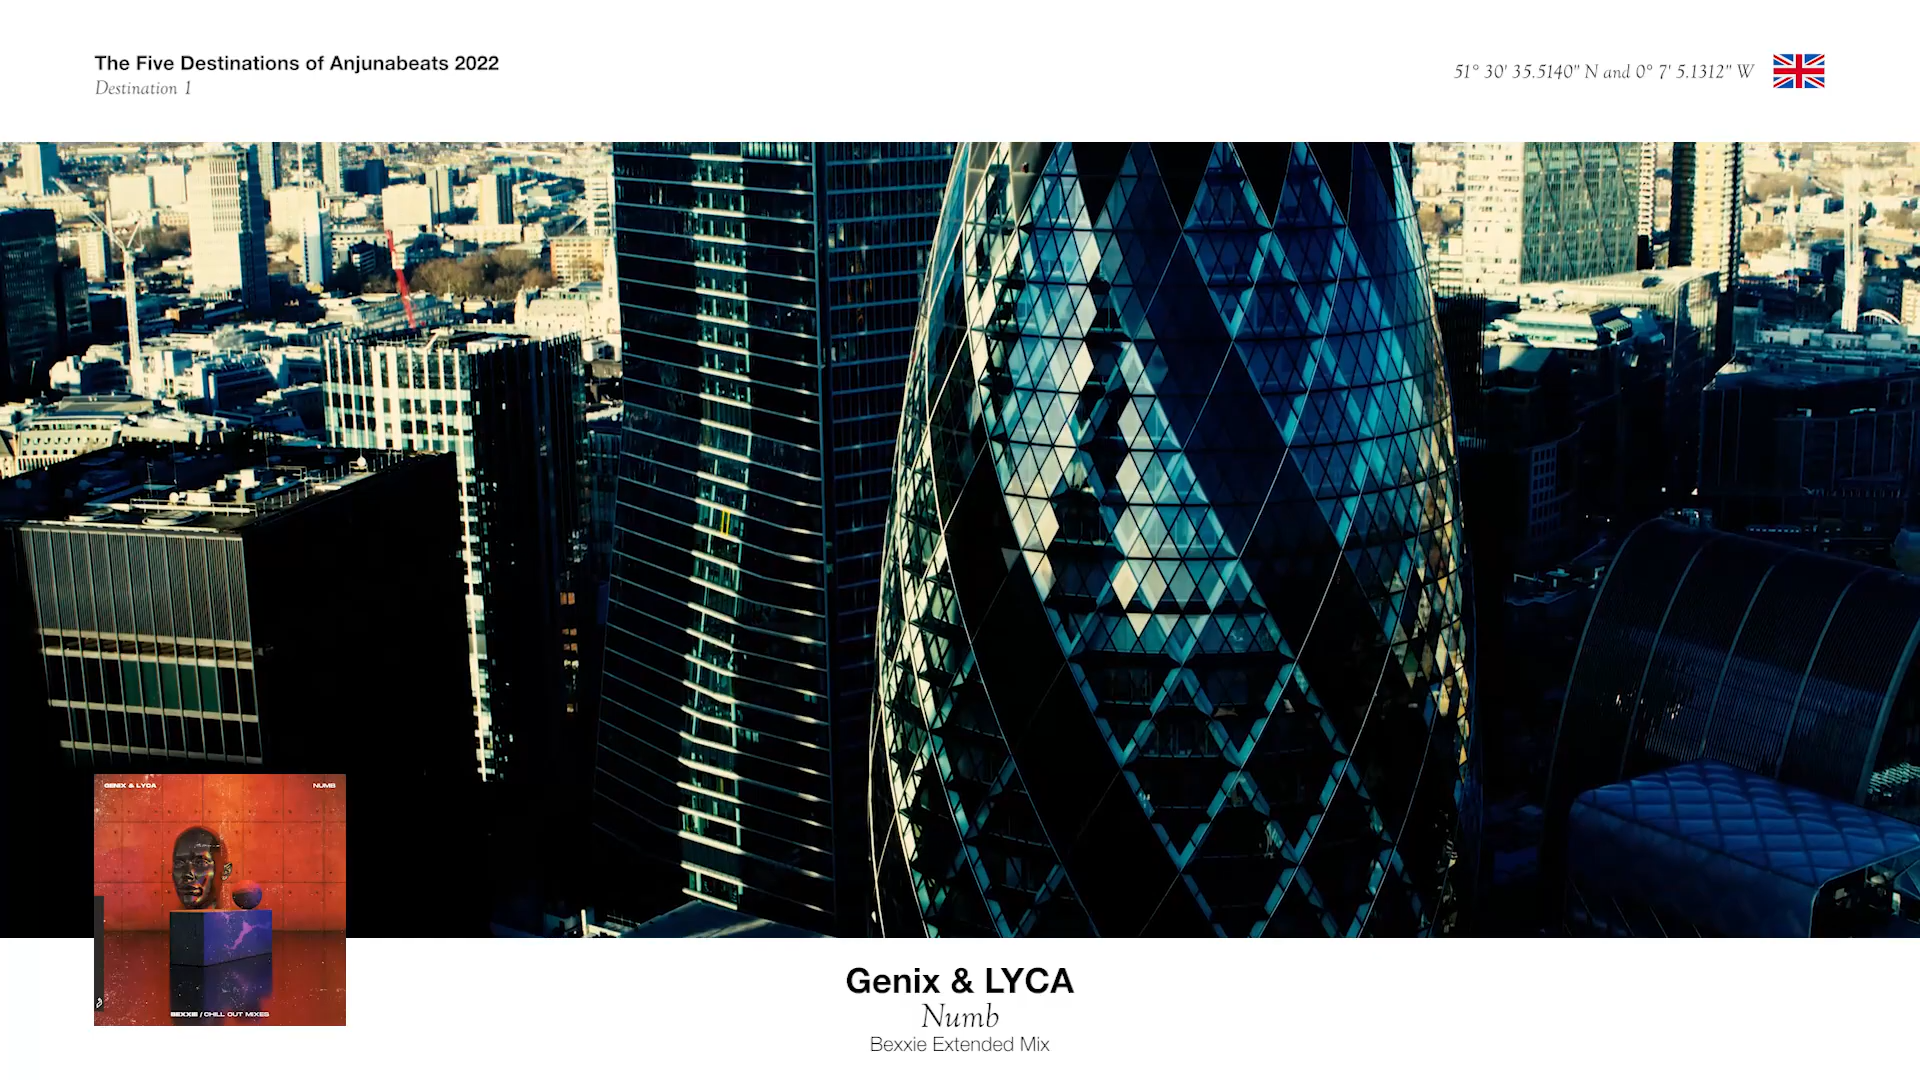 The Five Destinations of Anjunabeats 2022
Destination 1
51° 30' 35.5140" N and 0° 7' 5.1312" W
GENIX & LYCA
NUMB
BEXXIE / CHILL OUT MIXES
Genix & LYCA
Numb
Bexxie Extended Mix